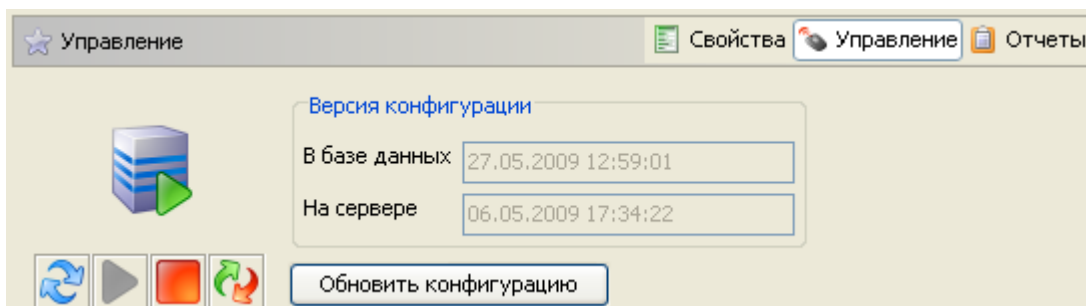 Управление Свойства Управление Отчеты
Версия конфигурации
В базе данных 27.05.2009 12:59:01
На сервере 06.05.2009 17:34:22
Обновить конфигурацию